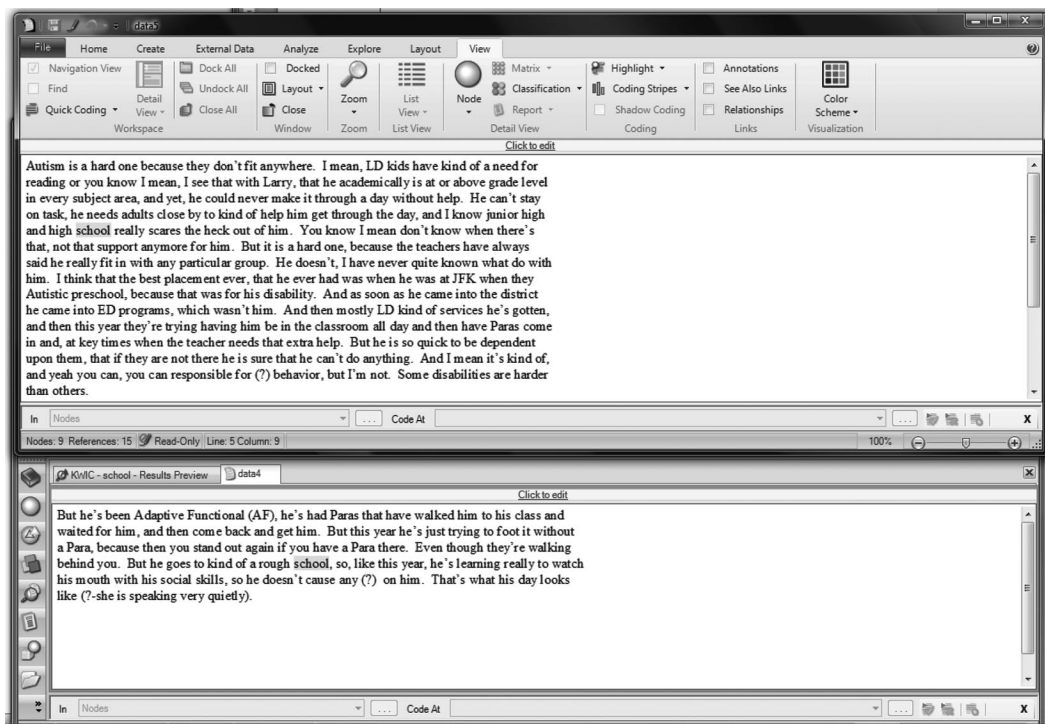 data5
File Home Create External Data Analyze Explore Layout View
Navigation View Dock All Docked Matrix Highlight Annotations
Find Undock All Layout Classification Coding Stripes See Also Links
Quick Coding Detail View Close All Close Zoom List View Node Report Shadow Coding Relationships Color Scheme
Workspace Window Zoom List View Detail View Coding Links Visualization
Click to edit
Autism is a hard one because they don't fit anywhere. I mean, LD kids have kind of a need for
reading or you know I mean, I see that with Larry, that he academically is at or above grade level
in every subject area, and yet, he could never make it through a day without help. He can't stay
on task, he needs adults close by to kind of help him get through the day, and I know junior high
and high school really scares the heck out of him. You know I mean don't know when there's
that, not that support anymore for him. But it is a hard one, because the teachers have always
said he really fit in with any particular group. He doesn't, I have never quite known what do with
him. I think that the best placement ever, that he ever had was when he was at JFK when they
Autistic preschool, because that was for his disability. And as soon as he came into the district
he came into ED programs, which wasn't him. And then mostly LD kind of services he's gotten,
and then this year they're trying having him be in the classroom all day and then have Paras come
in and, at key times when the teacher needs that extra help. But he is so quick to be dependent
upon them, that if they are not there he is sure that he can't do anything. And I mean it's kind of,
and yeah you can, you can responsible for (?) behavior, but I'm not. Some disabilities are harder
than others.
In Nodes ... Code At ... X
Nodes: 9 References: 15 Read-Only Line: 5 Column: 9 100%
KWIC - school - Results Preview data4
Click to edit
But he's been Adaptive Functional (AF), he's had Paras that have walked him to his class and
waited for him, and then come back and get him. But this year he's just trying to foot it without
a Para, because then you stand out again if you have a Para there. Even though they're walking
behind you. But he goes to kind of a rough school, so, like this year, he's learning really to watch
his mouth with his social skills, so he doesn't cause any (?) on him. That's what his day looks
like (?-she is speaking very quietly).
In Nodes ... Code At ... X